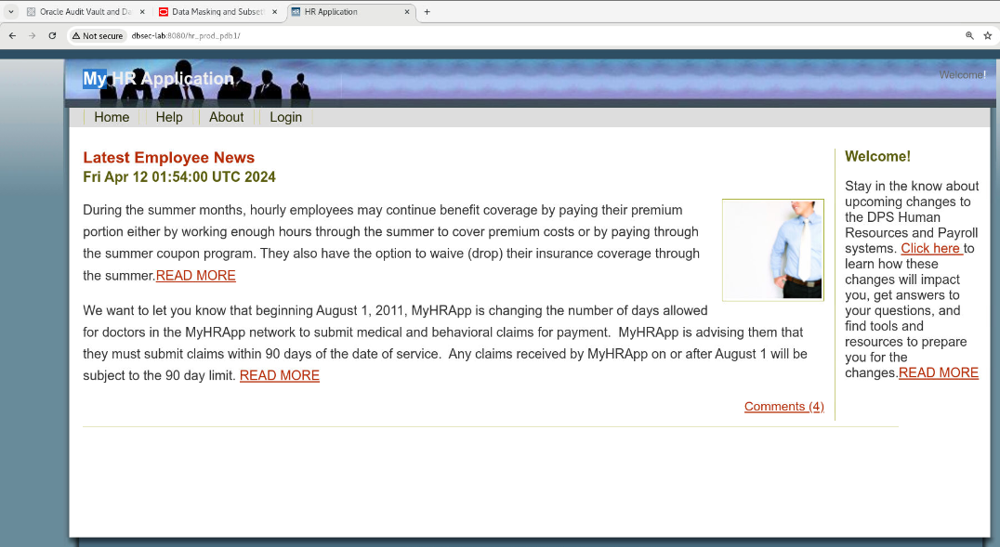 Oracle Audit Vault and Da
Data Masking and Subsett
HR
HR Application
Not secure
dbsec-lab:8080/hr_prod_pdb1/
My HR Application
Welcome!
Home
Help
About
Login
Latest Employee News
Fri Apr 12 01:54:00 UTC 2024
During the summer months, hourly employees may continue benefit coverage by paying their premium
portion either by working enough hours through the summer to cover premium costs or by paying through
the summer coupon program. They also have the option to waive (drop) their insurance coverage through
the summer.READ MORE
We want to let you know that beginning August 1, 2011, MyHRApp is changing the number of days allowed
for doctors in the MyHRApp network to submit medical and behavioral claims for payment.  MyHRApp is advising them that
they must submit claims within 90 days of the date of service.  Any claims received by MyHRApp on or after August 1 will be
subject to the 90 day limit. READ MORE
Comments (4)
Welcome!
Stay in the know about
upcoming changes to
the DPS Human
Resources and Payroll
systems. Click here to
learn how these
changes will impact
you, get answers to
your questions, and
find tools and
resources to prepare
you for the
changes.READ MORE